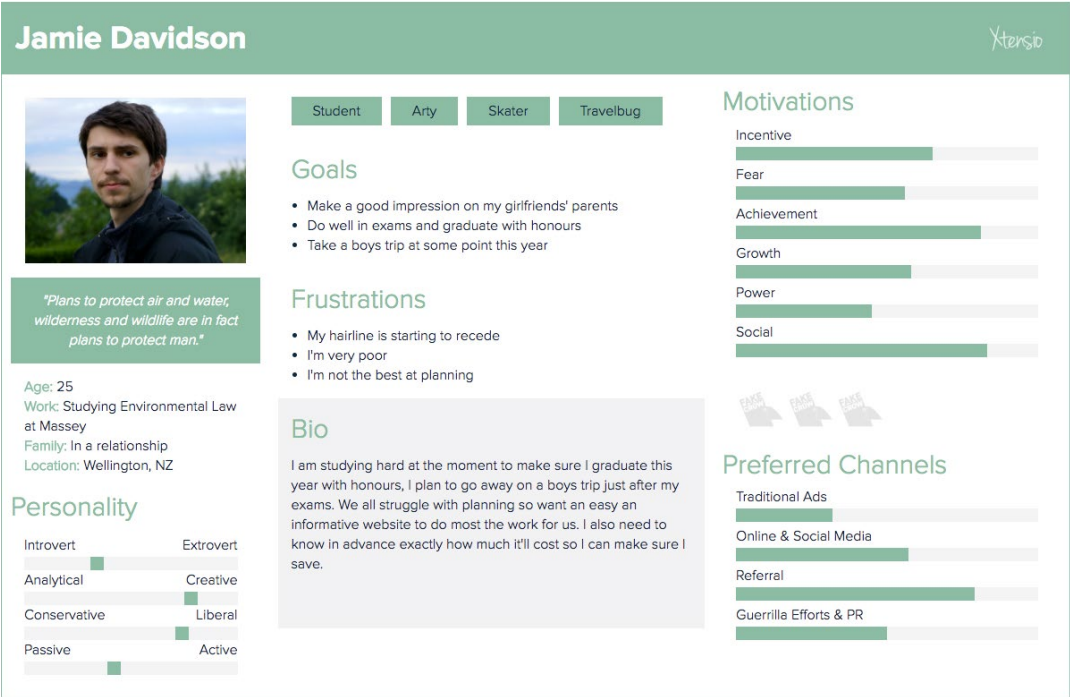 Jamie Davidson
Xtensio
"Plans to protect air and water,
wilderness and wildlife are in fact
plans to protect man."
Age: 25
Work: Studying Environmental Law
at Massey
Family: In a relationship
Location: Wellington, NZ
Personality
Introvert Extrovert
Analytical Creative
Conservative Liberal
Passive Active
Student Arty Skater Travelbug
Goals
Make a good impression on my girlfriends' parents
Do well in exams and graduate with honours
Take a boys trip at some point this year
Frustrations
My hairline is starting to recede
I'm very poor
I'm not the best at planning
Bio
I am studying hard at the moment to make sure I graduate this
year with honours, I plan to go away on a boys trip just after my
exams. We all struggle with planning so want an easy an
informative website to do most the work for us. I also need to
know in advance exactly how much it'll cost so I can make sure I
save.
Motivations
Incentive
Fear
Achievement
Growth
Power
Social
FAKE FAKE FAKE
Preferred Channels
Traditional Ads
Online & Social Media
Referral
Guerrilla Efforts & PR